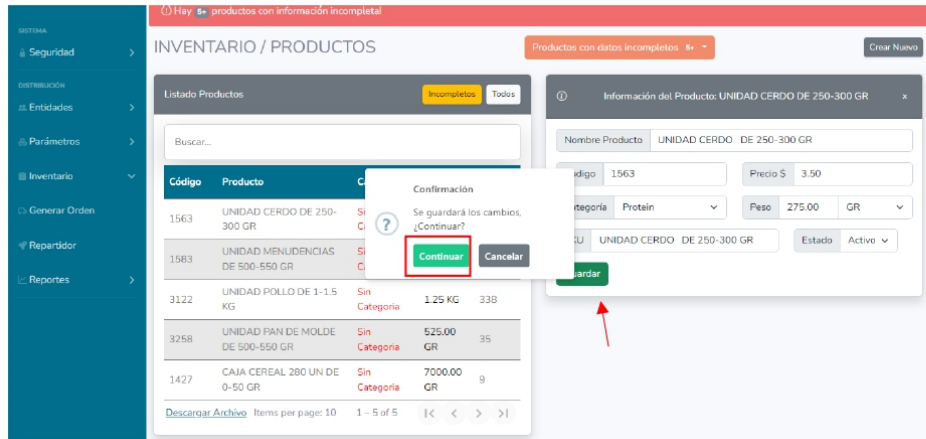 Hay 5+ productos con información incompleta!
SISTEMA
Seguridad
DISTRIBUCIÓN
Entidades
Parámetros
Inventario
Generar Orden
Repartidor
Reportes
INVENTARIO / PRODUCTOS
Productos con datos incompletos 5+
Crear Nuevo
Listado Productos
Incompletos
Todos
Buscar...
Código Producto
1563 UNIDAD CERDO DE 250-
300 GR
1583 UNIDAD MENUDENCIAS
DE 500-550 GR
3122 UNIDAD POLLO DE 1-1.5
KG
Sin
Categoria
1.25 KG 338
3258 UNIDAD PAN DE MOLDE
DE 500-550 GR
Sin
Categoria
525.00
GR
35
1427 CAJA CEREAL 280 UN DE
0-50 GR
Sin
Categoria
7000.00
GR
9
Descargar Archivo Items per page: 10 1 – 5 of 5
Confirmación
Se guardará los cambios,
¿Continuar?
Continuar
Cancelar
Información del Producto: UNIDAD CERDO DE 250-300 GR x
Nombre Producto UNIDAD CERDO DE 250-300 GR
digo 1563 Precio $ 3.50
tegoría Protein Peso 275.00 GR
KU UNIDAD CERDO DE 250-300 GR Estado Activo
uardar